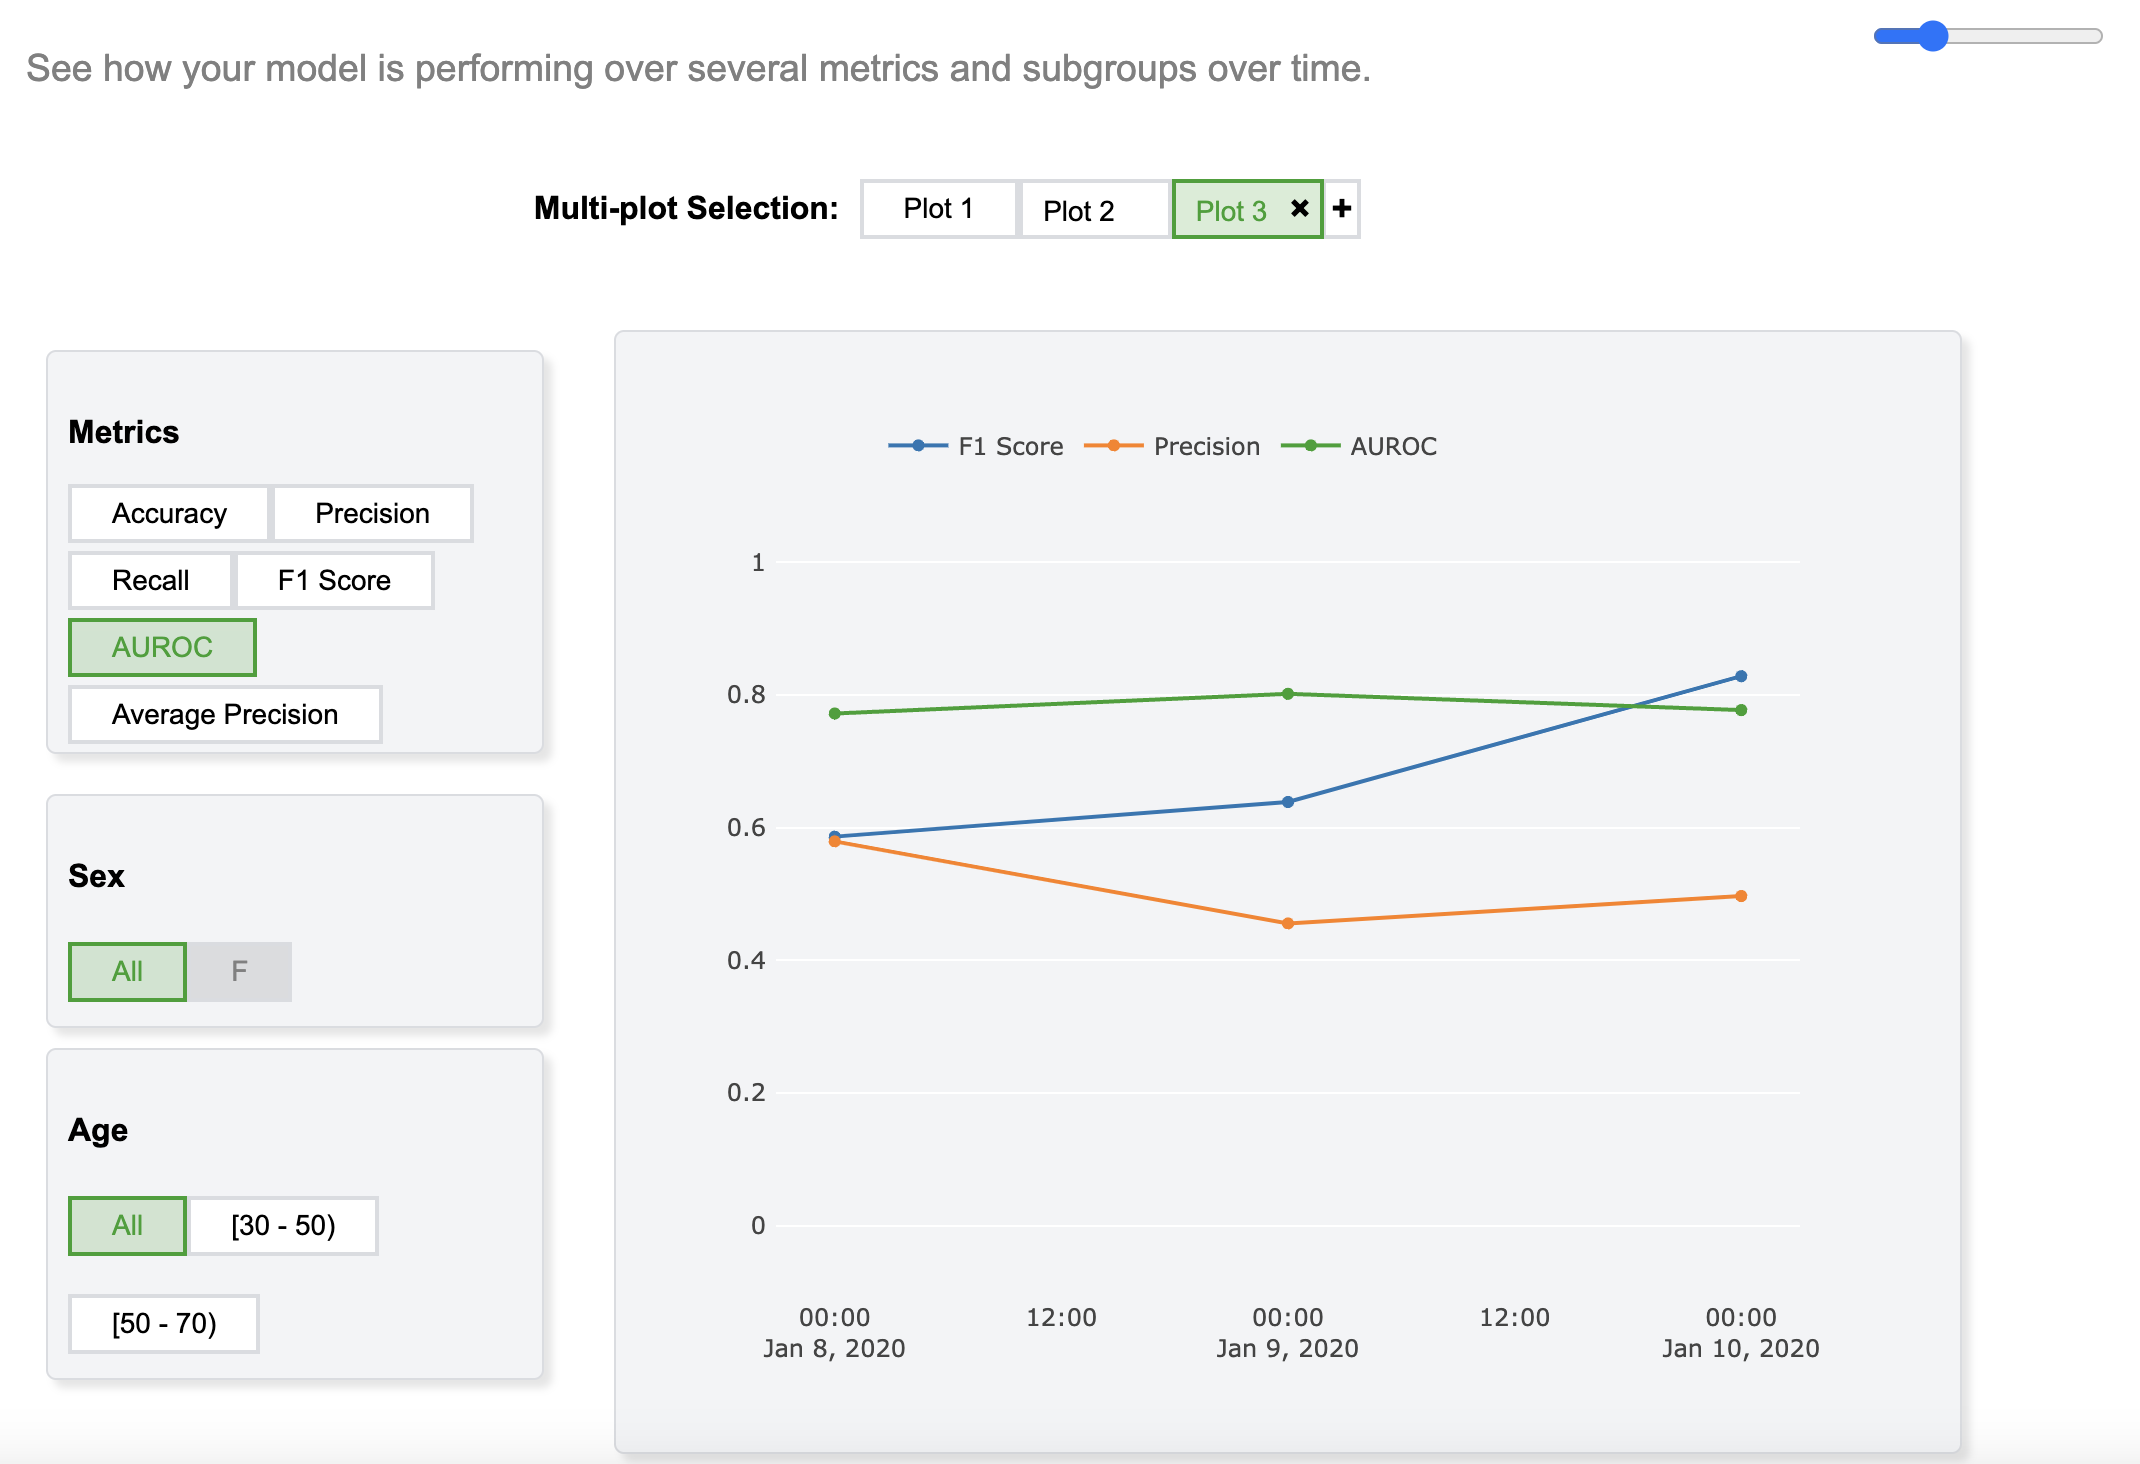 See how your model is performing over several metrics and subgroups over time.
Multi-plot Selection: Plot 1 Plot 2 Plot 3 ✖ +
Metrics
Accuracy Precision
Recall F1 Score
AUROC
Average Precision
Sex
All F
Age
All [30 - 50)
[50 - 70)
F1 Score Precision AUROC
1
0.8
0.6
0.4
0.2
0
00:00 12:00 00:00 12:00 00:00
Jan 8, 2020 Jan 9, 2020 Jan 10, 2020